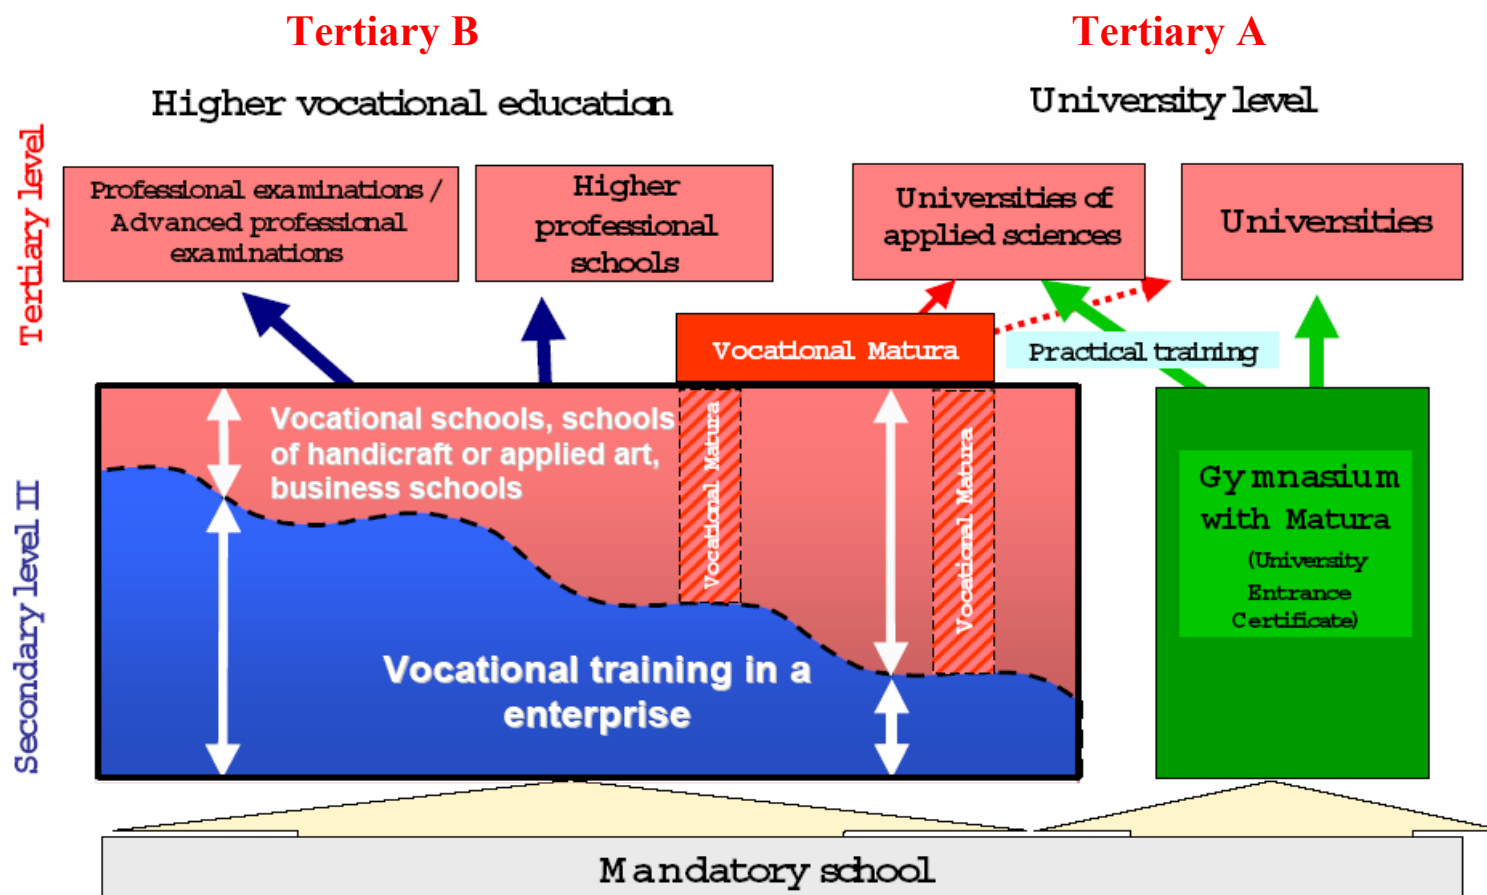 Tertiary B
Tertiary A
Higher vocational education
University level
Tertiary level
Professional examinations /
Advanced professional
examinations
Higher
professional
schools
Universities of
applied sciences
Universities
Vocational Matura
Practical training
Secondary level II
Vocational schools, schools
of handicraft or applied art,
business schools
Vocational Matura
Vocational Matura
Gymnasium
with Matura
(University
Entrance
Certificate)
Vocational training in a
enterprise
Mandatory school